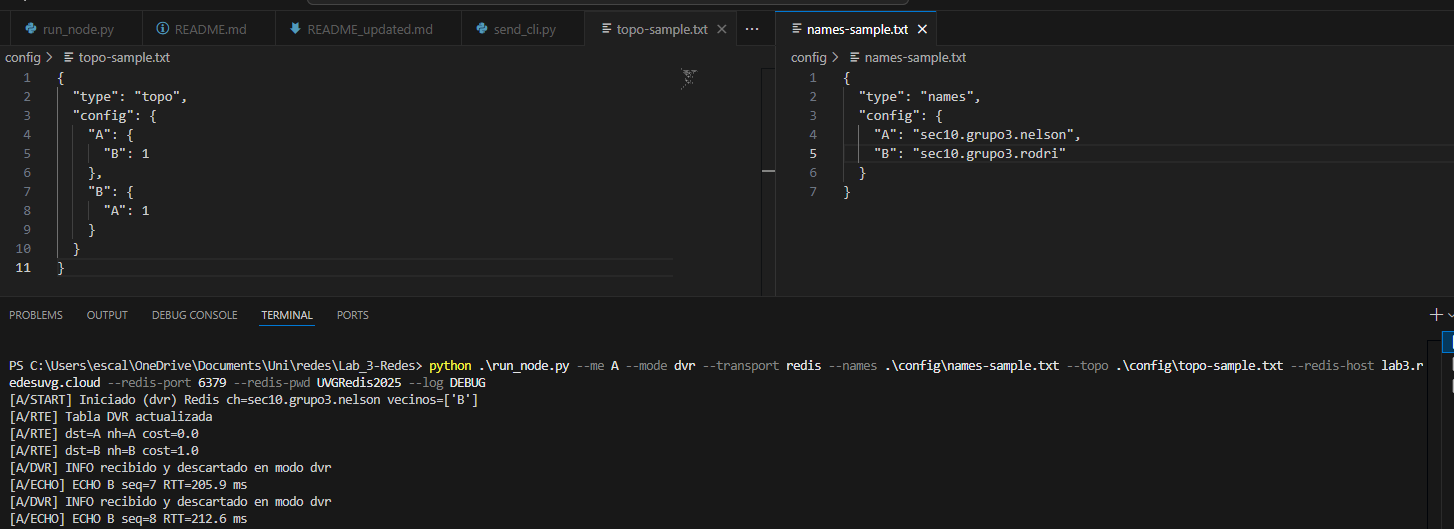 run_node.py
README.md
README_updated.md
send_cli.py
topo-sample.txt
names-sample.txt
config > topo-sample.txt
1 {
2 "type": "topo",
3 "config": {
4 "A": {
5 "B": 1
6 },
7 "B": {
8 "A": 1
9 }
10 }
11 }
config > names-sample.txt
1 {
2 "type": "names",
3 "config": {
4 "A": "sec10.grupo3.nelson",
5 "B": "sec10.grupo3.rodri"
6 }
7 }
PROBLEMS OUTPUT DEBUG CONSOLE TERMINAL PORTS
PS C:\Users\escal\OneDrive\Documents\Uni\redes\Lab_3-Redes> python .\run_node.py --me A --mode dvr --transport redis --names .\config\names-sample.txt --topo .\config\topo-sample.txt --redis-host lab3.r
edesuvg.cloud --redis-port 6379 --redis-pwd UVGRedis2025 --log DEBUG
[A/START] Iniciado (dvr) Redis ch=sec10.grupo3.nelson vecinos=['B']
[A/RTE] Tabla DVR actualizada
[A/RTE] dst=A nh=A cost=0.0
[A/RTE] dst=B nh=B cost=1.0
[A/DVR] INFO recibido y descartado en modo dvr
[A/ECHO] ECHO B seq=7 RTT=205.9 ms
[A/DVR] INFO recibido y descartado en modo dvr
[A/ECHO] ECHO B seq=8 RTT=212.6 ms